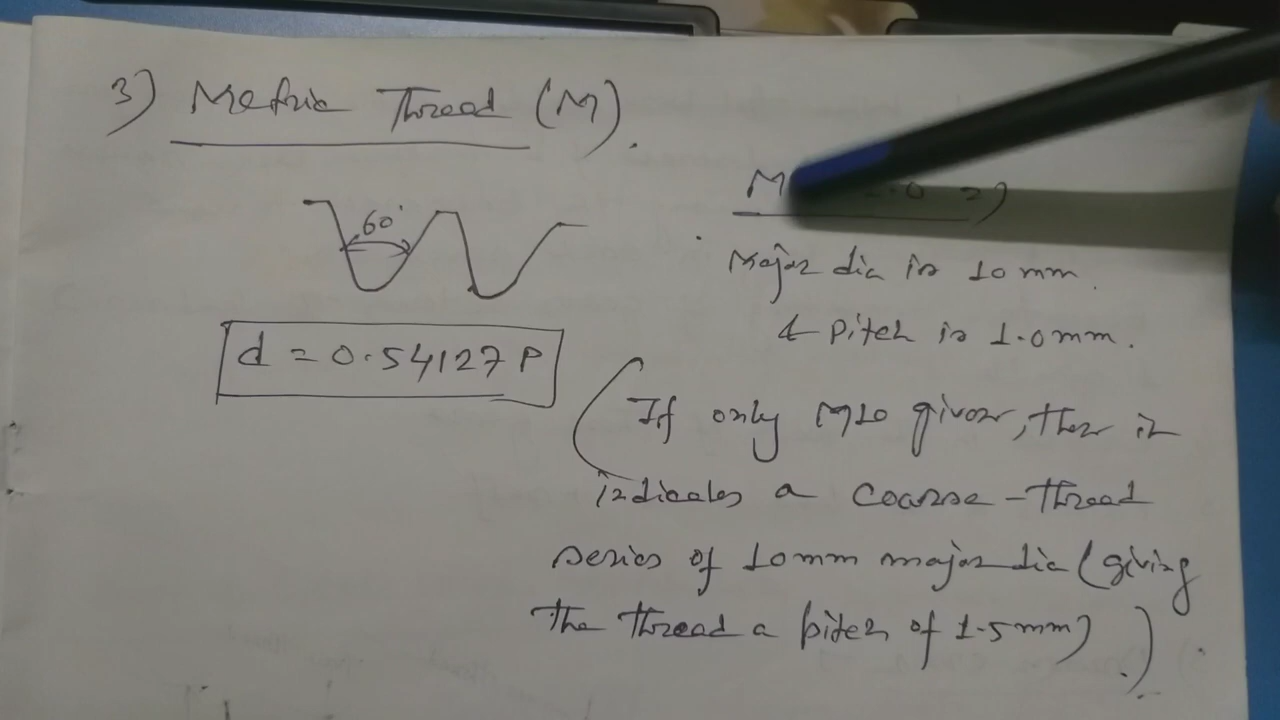 3) Metric Thread (M).
60°
M
Major dia is 10 mm.
& pitch is 1.0 mm.
d = 0.54127 P
(If only M10 given, then it
indicates a coarse-thread
series of 10mm major dia (giving
the thread a pitch of 1.5mm).)